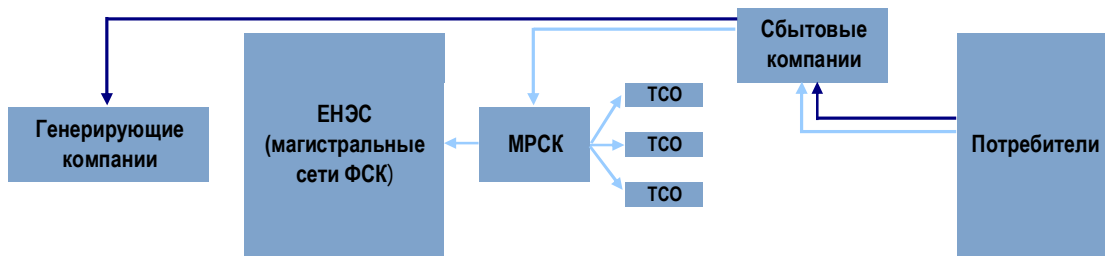 Сбытовые
компании
Генерирующие
компании
ЕНЭС
(магистральные
сети ФСК)
МРСК
ТСО
ТСО
ТСО
Потребители